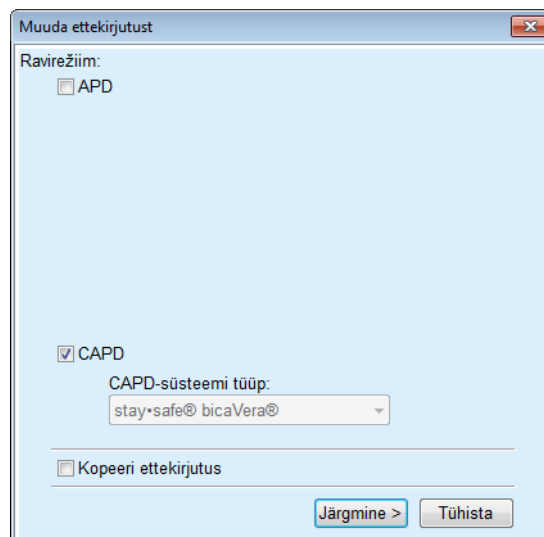 Muuda ettekirjutust
Ravirežiim:
APD
CAPD
CAPD-süsteemi tüüp:
stay•safe® bicaVera®
Kopeeri ettekirjutus
Järgmine > Tühista